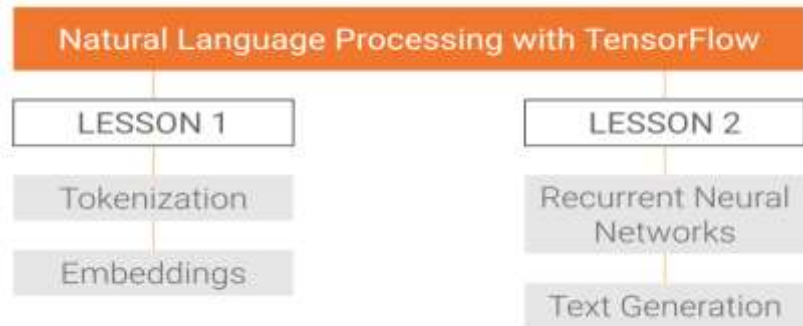 Natural Language Processing with TensorFlow
LESSON 1
Tokenization
Embeddings
LESSON 2
Recurrent Neural
Networks
Text Generation